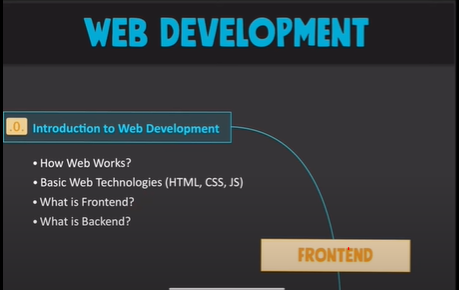 WEB DEVELOPMENT
.0. Introduction to Web Development
• How Web Works?
• Basic Web Technologies (HTML, CSS, JS)
• What is Frontend?
• What is Backend?
FRONTEND